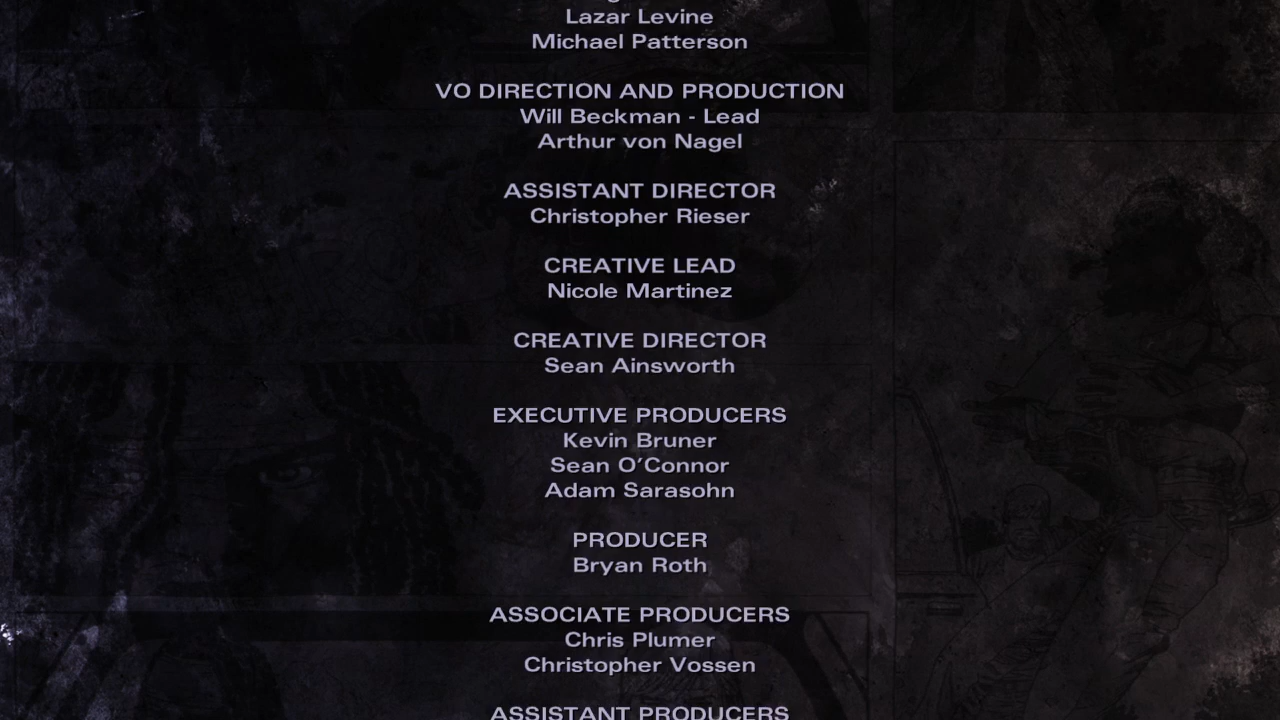 Lazar Levine
Michael Patterson
VO DIRECTION AND PRODUCTION
Will Beckman - Lead
Arthur von Nagel
ASSISTANT DIRECTOR
Christopher Rieser
CREATIVE LEAD
Nicole Martinez
CREATIVE DIRECTOR
Sean Ainsworth
EXECUTIVE PRODUCERS
Kevin Bruner
Sean O'Connor
Adam Sarasohn
PRODUCER
Bryan Roth
ASSOCIATE PRODUCERS
Chris Plumer
Christopher Vossen
ASSISTANT PRODUCERS